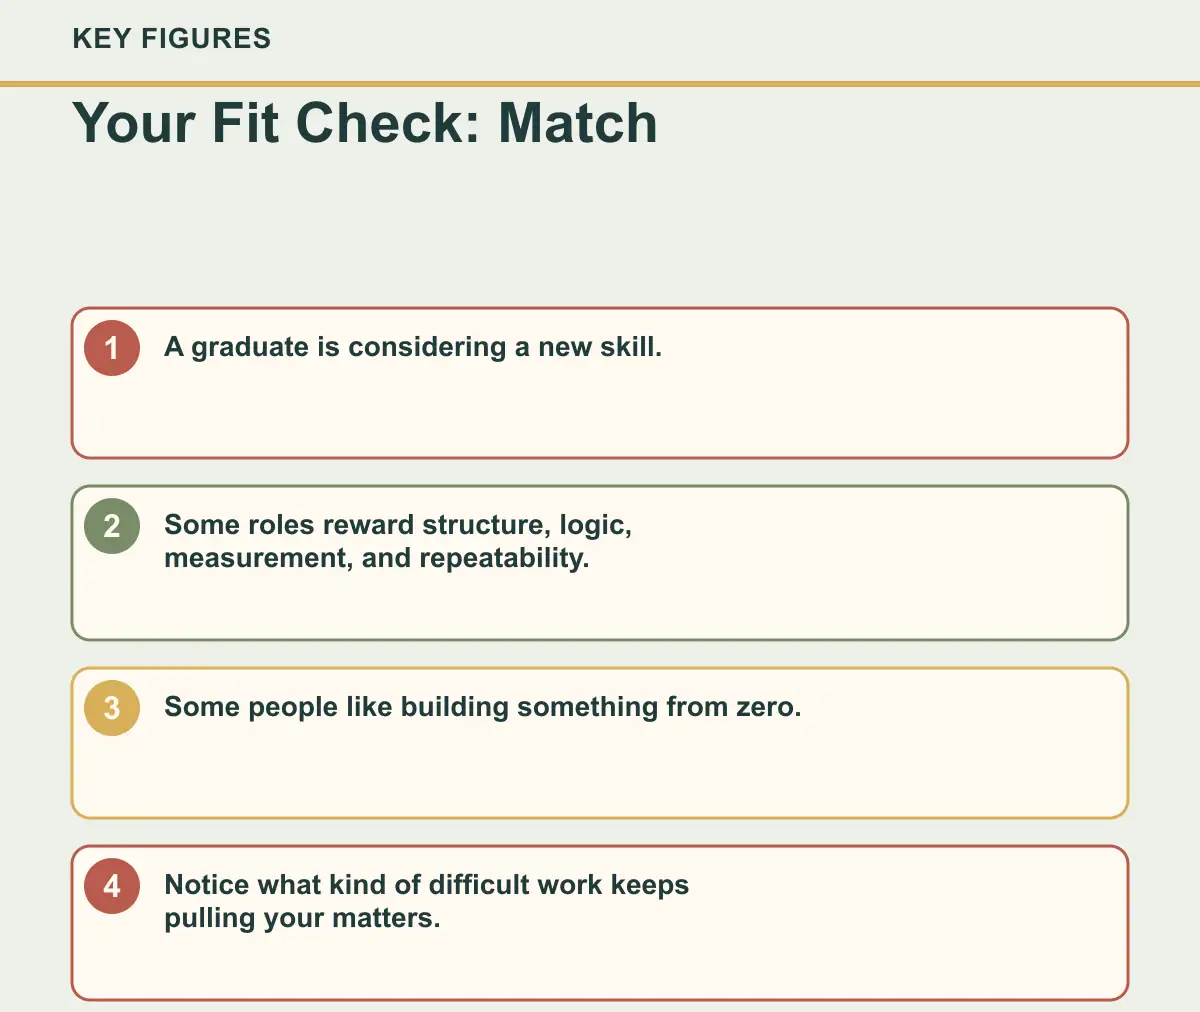 KEY FIGURES
Your Fit Check: Match
1
A graduate is considering a new skill.
2
Some roles reward structure, logic,
measurement, and repeatability.
3
Some people like building something from zero.
4
Notice what kind of difficult work keeps
pulling your matters.